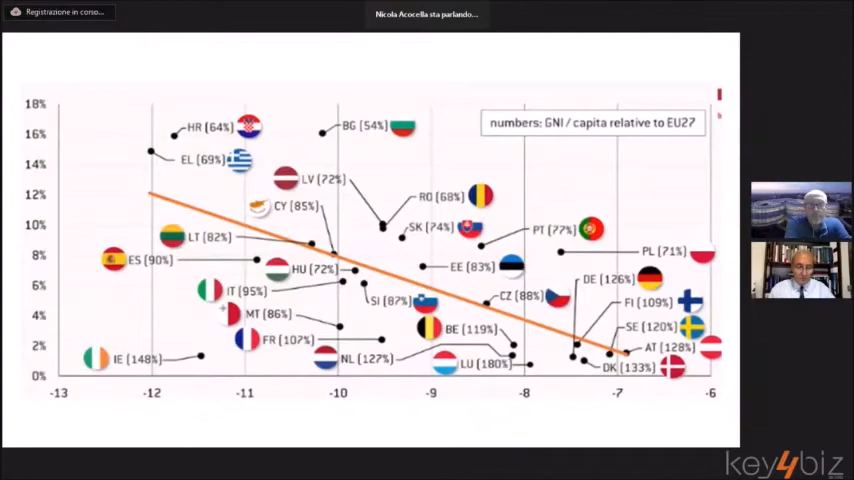 Registrazione in corso...
Nicola Acocella sta parlando...
numbers: GNI / capita relative to EU27
18%
16%
14%
12%
10%
8%
6%
4%
2%
0%
HR (64%)
BG (54%)
EL (69%)
LV (72%)
RO (68%)
CY (85%)
SK (74%)
PT (77%)
LT (82%)
PL (71%)
ES (90%)
HU (72%)
EE (83%)
DE (126%)
IT (95%)
SI (87%)
CZ (88%)
FI (109%)
MT (86%)
BE (119%)
SE (120%)
FR (107%)
AT (128%)
IE (148%)
NL (127%)
LU (180%)
DK (133%)
-13 -12 -11 -10 -9 -8 -7 -6
key4biz